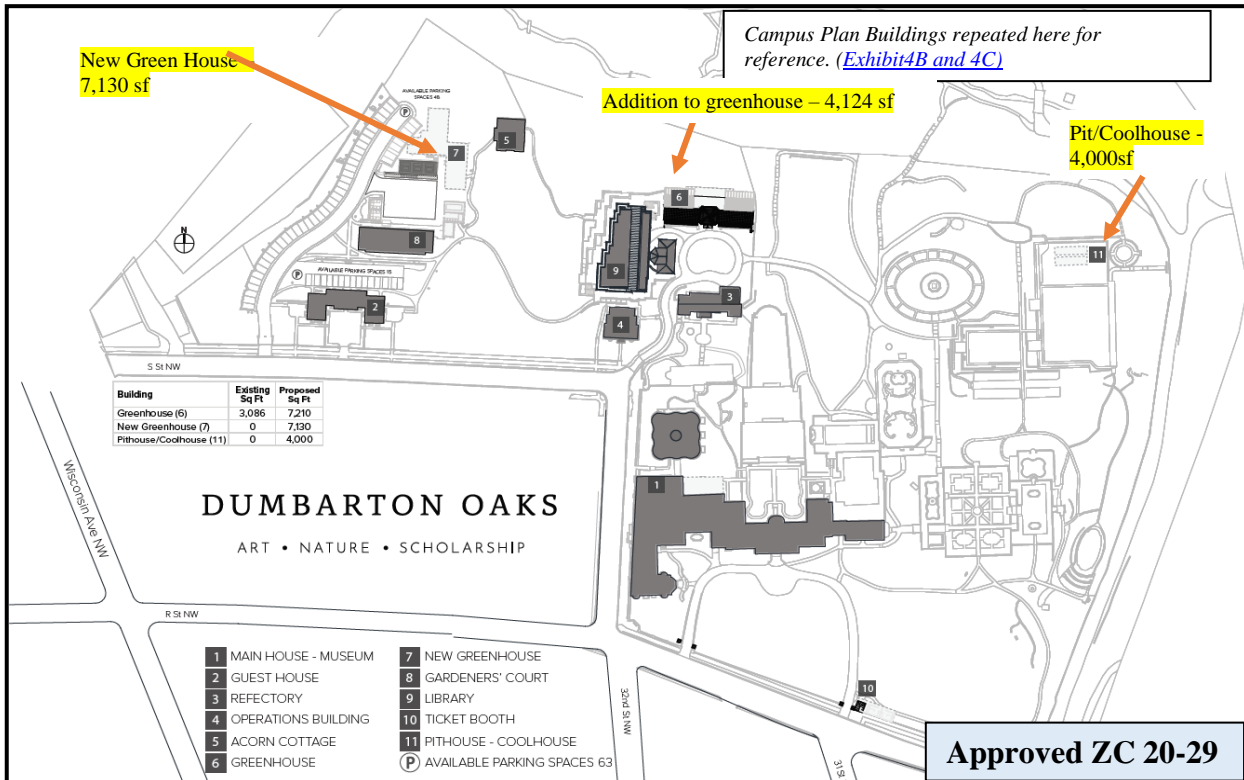 New Green House -
7,130 sf
Campus Plan Buildings repeated here for
reference. (Exhibit4B and 4C)
Addition to greenhouse – 4,124 sf
Pit/Coolhouse -
4,000sf
AVAILABLE PARKING
SPACES 48
P
7
5
6
11
N
8
9
P
AVAILABLE PARKING SPACES 15
2
3
4
S St NW
Building Existing Sq Ft Proposed Sq Ft
Greenhouse (6) 3,086 7,210
New Greenhouse (7) 0 7,130
Pithouse/Coolhouse (11) 0 4,000
Wisconsin Ave NW
DUMBARTON OAKS
ART • NATURE • SCHOLARSHIP
1
R St NW
32nd St NW
10
31 St
1 MAIN HOUSE - MUSEUM
2 GUEST HOUSE
3 REFECTORY
4 OPERATIONS BUILDING
5 ACORN COTTAGE
6 GREENHOUSE
7 NEW GREENHOUSE
8 GARDENERS' COURT
9 LIBRARY
10 TICKET BOOTH
11 PITHOUSE - COOLHOUSE
P AVAILABLE PARKING SPACES 63
Approved ZC 20-29